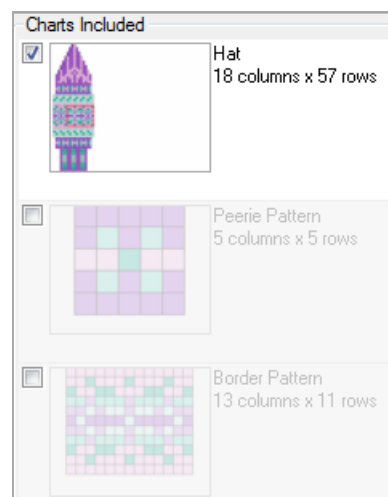 Charts Included
Hat
18 columns x 57 rows
Peerie Pattern
5 columns x 5 rows
Border Pattern
13 columns x 11 rows